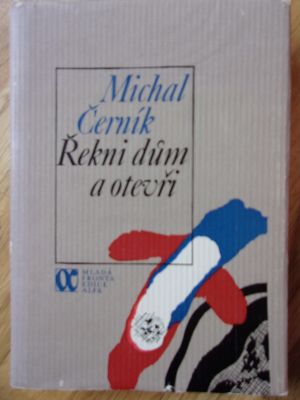 Michal
Černík
Řekni dům
a otevři
MLADÁ
FRONTA
EDICE
ALFA